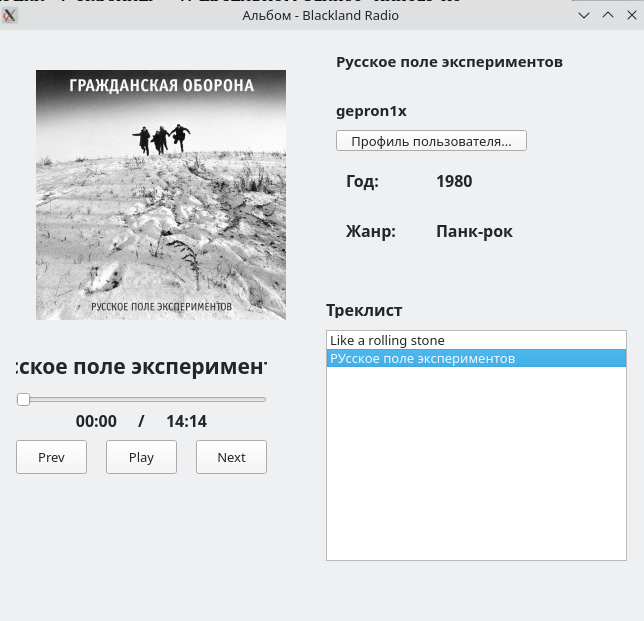 Альбом - Blackland Radio
ГРАЖДАНСКАЯ ОБОРОНА
РУССКОЕ ПОЛЕ ЭКСПЕРИМЕНТОВ
Русское поле экспериментов
gepron1x
Профиль пользователя...
Год: 1980
Жанр: Панк-рок
Треклист
Like a rolling stone
РУсское поле экспериментов
сское поле эксперимент
00:00 / 14:14
Prev Play Next